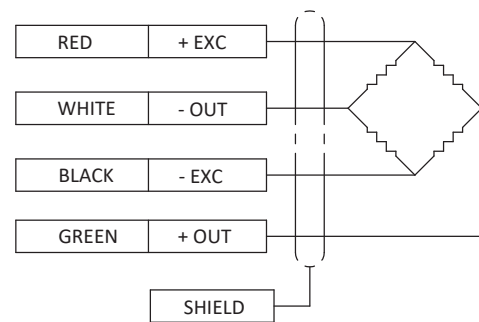 RED + EXC
WHITE - OUT
BLACK - EXC
GREEN + OUT
SHIELD